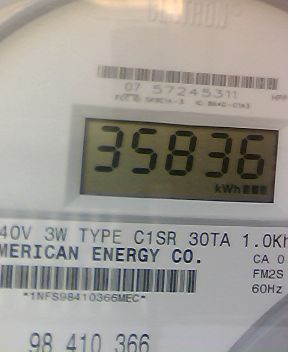 CENTRON®
07 57245311
35836
kWh
40V 3W TYPE C1SR 30TA 1.0Kh
MERICAN ENERGY CO.
CA 0
FM2S
60Hz
*1NFS98410366MEC*
98 410 366